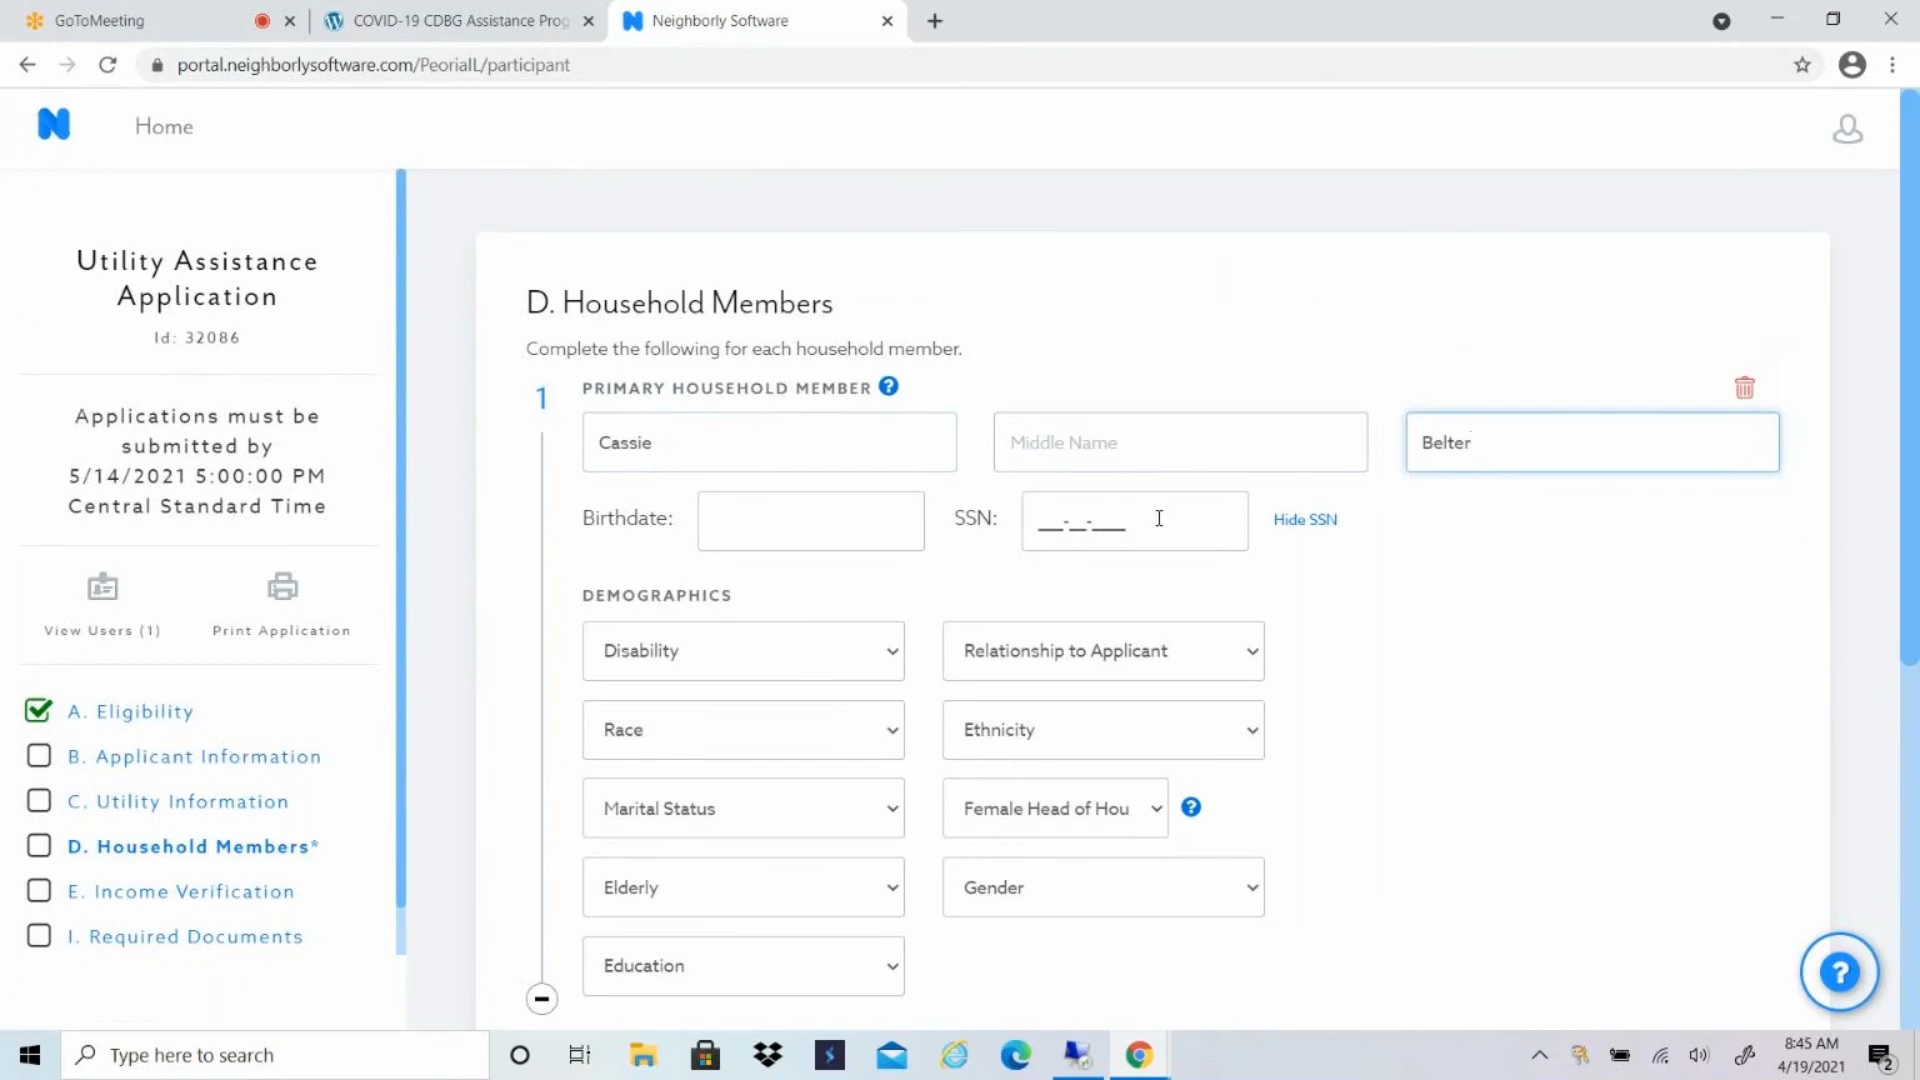 GoToMeeting
COVID-19 CDBG Assistance Prog
Neighborly Software
portal.neighborlysoftware.com/PeoriaIL/participant
Home
Utility Assistance
Application
Id: 32086
Applications must be
submitted by
5/14/2021 5:00:00 PM
Central Standard Time
View Users (1)
Print Application
A. Eligibility
B. Applicant Information
C. Utility Information
D. Household Members*
E. Income Verification
I. Required Documents
D. Household Members
Complete the following for each household member.
1
PRIMARY HOUSEHOLD MEMBER ?
Cassie
Middle Name
Belter
Birthdate:
SSN: ___-__-____
Hide SSN
DEMOGRAPHICS
Disability
Relationship to Applicant
Race
Ethnicity
Marital Status
Female Head of Hou
?
Elderly
Gender
Education
?
Type here to search
8:45 AM
4/19/2021
2